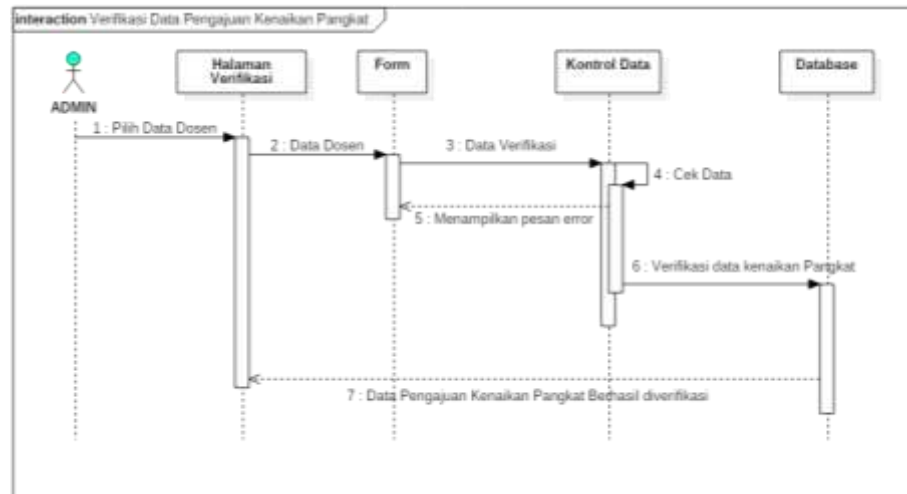 interaction Verifikasi Data Pengajuan Kenaikan Pangkat
Halaman
Verifikasi
Form
Kontrol Data
Database
ADMIN
1 : Pilih Data Dosen
2 : Data Dosen
3 : Data Verifikasi
4 : Cek Data
5 : Menampilkan pesan error
6 : Verifikasi data kenaikan Pangkat
7 : Data Pengajuan Kenaikan Pangkat Berhasil diverifikasi